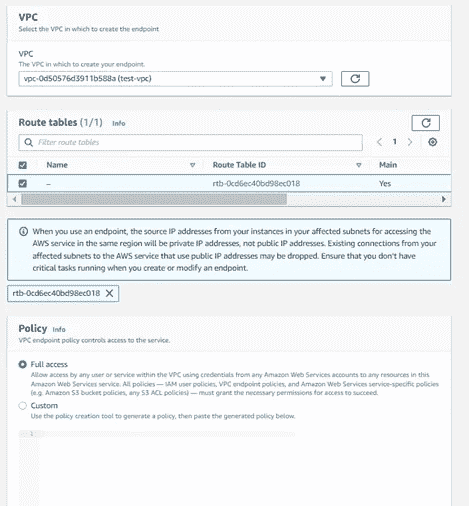 VPC
Select the VPC in which to create the endpoint
VPC
The VPC in which to create your endpoint.
vpc-0d50576d3911b588a (test-vpc)
Route tables (1/1) Info
Filter route tables
1
Name Route Table ID Main
– rtb-0cd6ec40bd98ec018 Yes
When you use an endpoint, the source IP addresses from your instances in your affected subnets for accessing the
AWS service in the same region will be private IP addresses, not public IP addresses. Existing connections from your
affected subnets to the AWS service that use public IP addresses may be dropped. Ensure that you don't have
critical tasks running when you create or modify an endpoint.
rtb-0cd6ec40bd98ec018
Policy Info
VPC endpoint policy controls access to the service.
Full access
Allow access by any user or service within the VPC using credentials from any Amazon Web Services accounts to any resources in this
Amazon Web Services service. All policies — IAM user policies, VPC endpoint policies, and Amazon Web Services service-specific policies
(e.g. Amazon S3 bucket policies, any S3 ACL policies) — must grant the necessary permissions for access to succeed.
Custom
Use the policy creation tool to generate a policy, then paste the generated policy below.
1